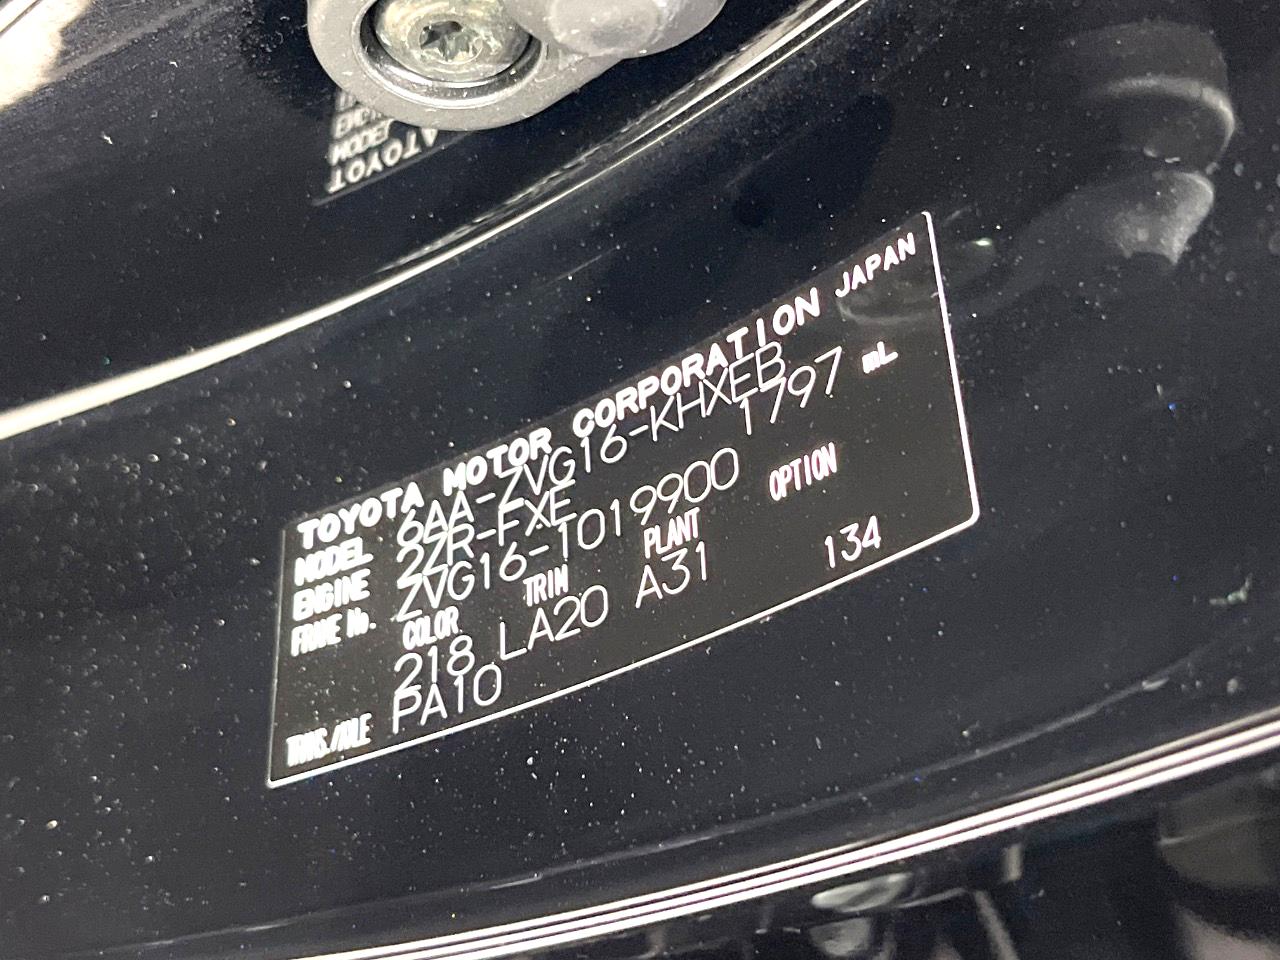 TOYOTA MOTOR CORPORATION JAPAN
MODEL 6AA-ZVG16-KHXEB
ENGINE 2ZR-FXE 1797 mL
FRAME No. ZVG16-1019900
COLOR TRIM PLANT OPTION
218 LA20 A31 134
TRANS./AXLE PA10